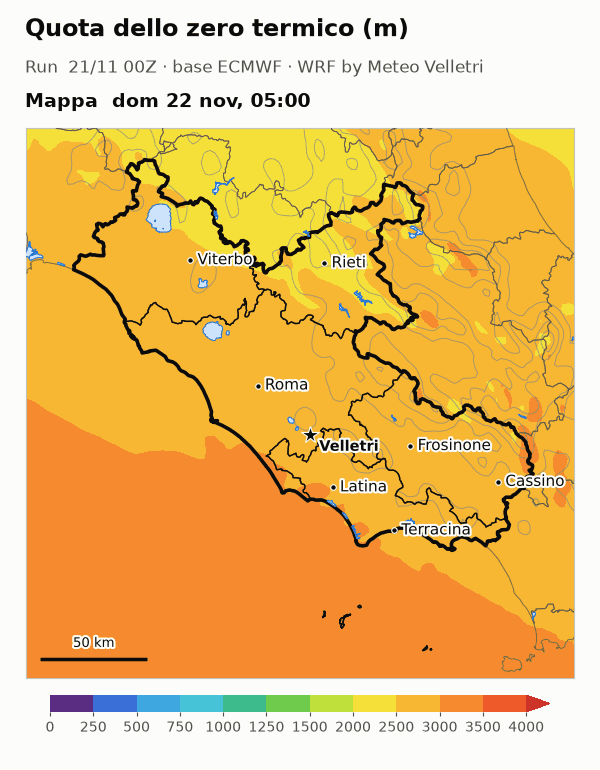 Quota dello zero termico (m)
Run  21/11 00Z · base ECMWF · WRF by Meteo Velletri
Mappa  dom 22 nov, 05:00
Viterbo
Rieti
Roma
Velletri
Frosinone
Cassino
Latina
Terracina
50 km
0 250 500 750 1000 1250 1500 2000 2500 3000 3500 4000